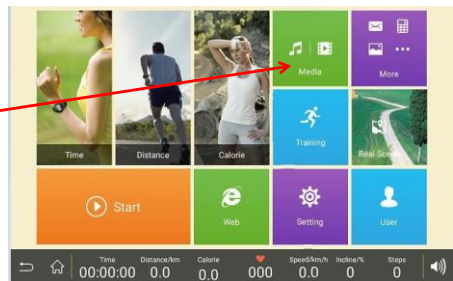 Media
More
Training
Time
Distance
Calorie
Real Scene
Start
Web
Setting
User
Time
00:00:00
Distance/km
0.0
Calorie
0.0
000
Speed/km/h
0.0
Incline/%
0
Steps
0